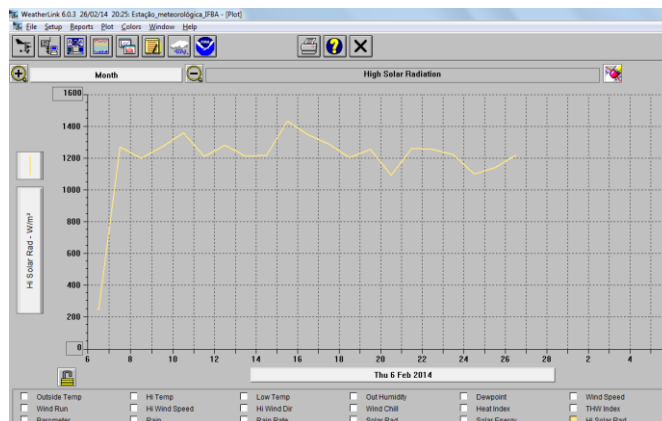 WeatherLink 6.0.3 26/02/14 20:25: Estação_meteorológica_IFBA - [Plot]
File Setup Reports Plot Colors Window Help
NOAA
Month
High Solar Radiation
1600
1400
1200
1000
800
600
400
200
0
Hi Solar Rad - W/m²
6 8 10 12 14 16 18 20 22 24 26 28 2 4
Thu 6 Feb 2014
Outside Temp Hi Temp Low Temp Out Humidity Dewpoint Wind Speed
Wind Run Hi Wind Speed Hi Wind Dir Wind Chill Heat Index THW Index
Barometer Rain Rain Rate Solar Rad Solar Energy Hi Solar Rad